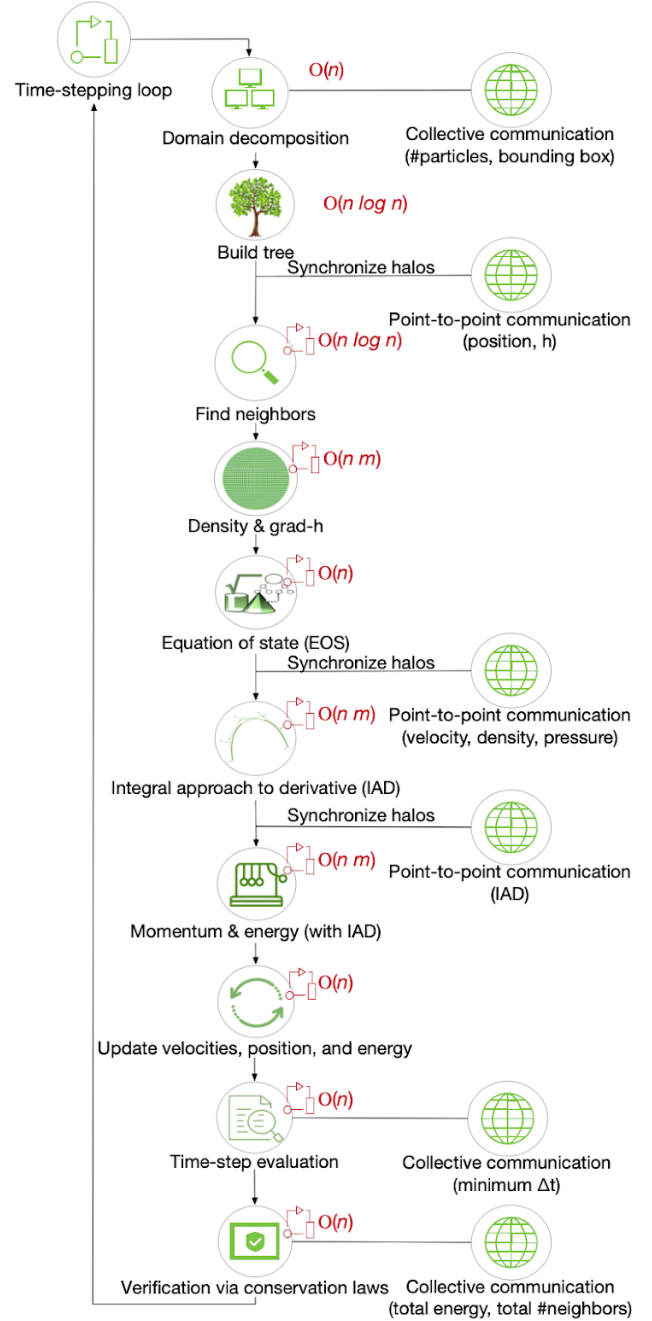 Time-stepping loop
O(n)
Domain decomposition
Collective communication
(#particles, bounding box)
O(n log n)
Build tree
Synchronize halos
Point-to-point communication
(position, h)
O(n log n)
Find neighbors
O(n m)
Density & grad-h
O(n)
Equation of state (EOS)
Synchronize halos
Point-to-point communication
(velocity, density, pressure)
O(n m)
Integral approach to derivative (IAD)
Synchronize halos
Point-to-point communication
(IAD)
O(n m)
Momentum & energy (with IAD)
O(n)
Update velocities, position, and energy
O(n)
Time-step evaluation
Collective communication
(minimum Δt)
O(n)
Verification via conservation laws
Collective communication
(total energy, total #neighbors)